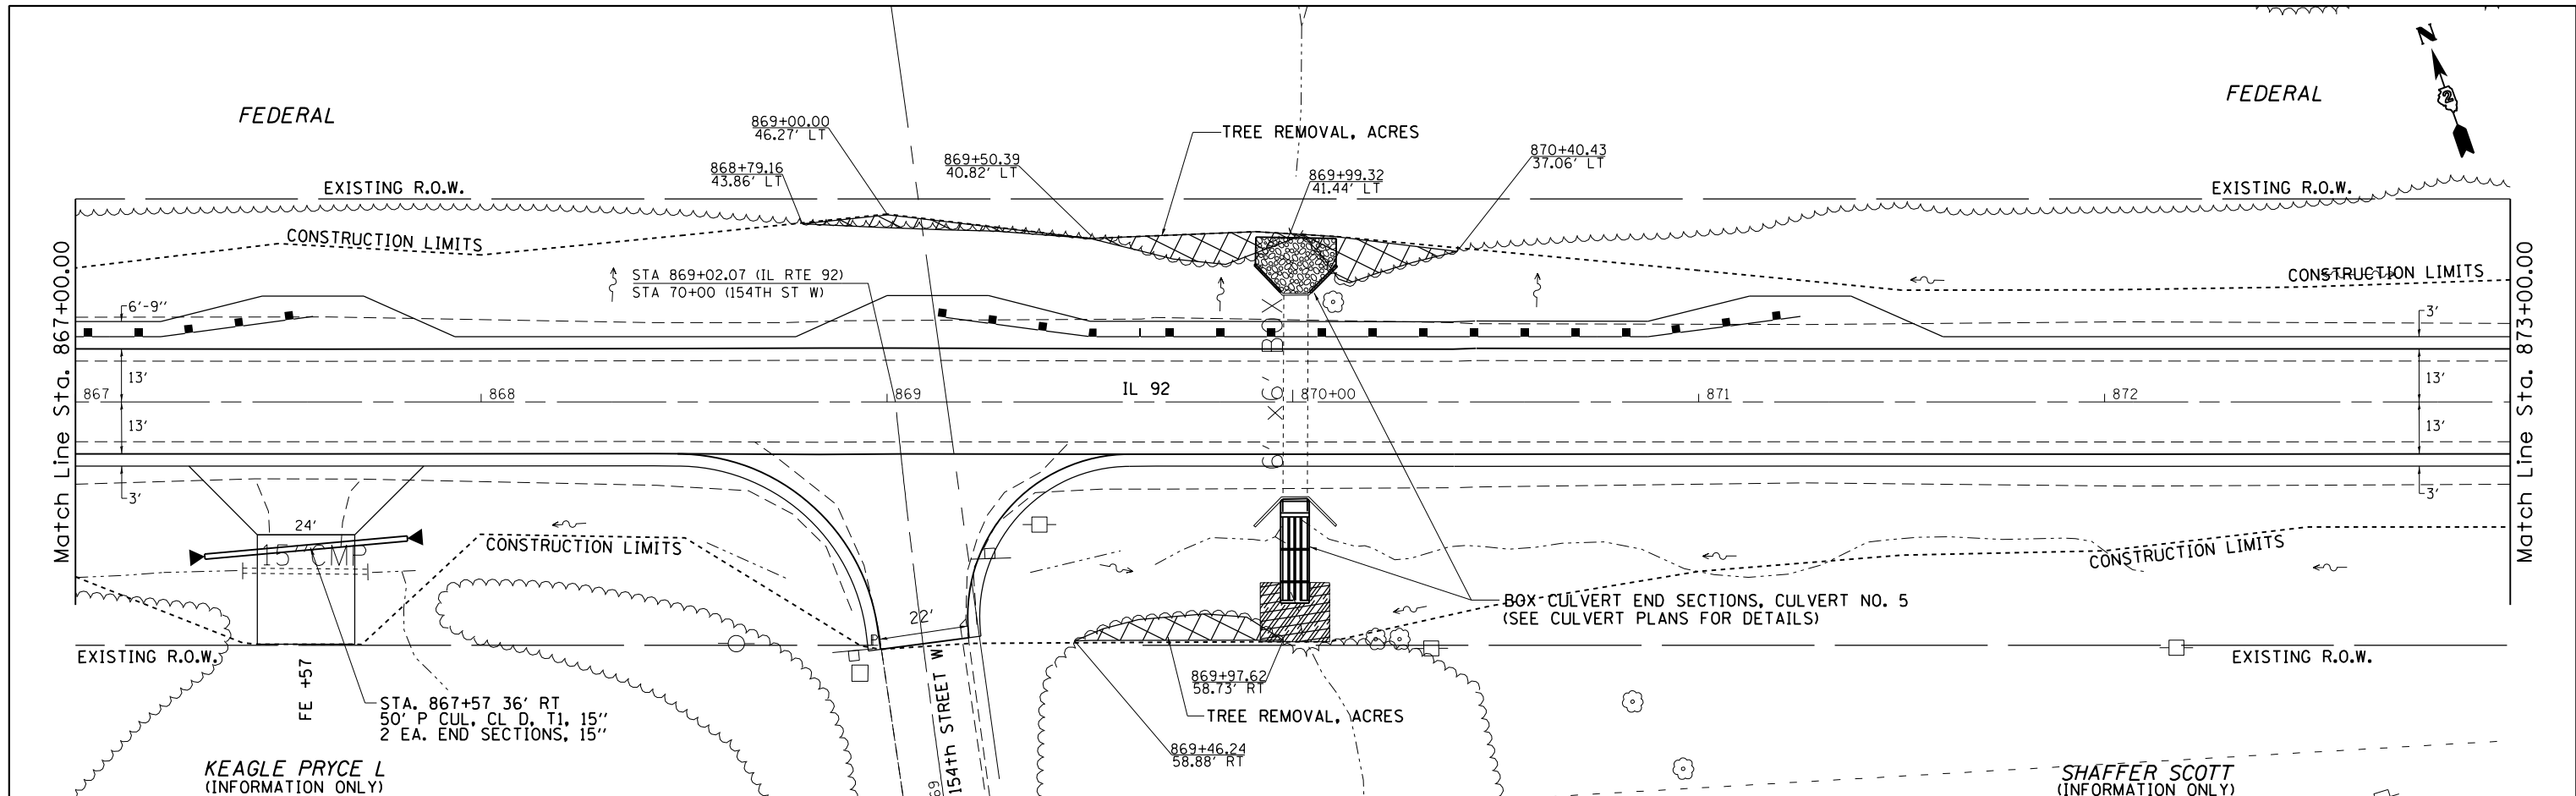 FEDERAL
FEDERAL
N
2
869+00.00
46.27' LT
TREE REMOVAL, ACRES
868+79.16
43.86' LT
869+50.39
40.82' LT
869+99.32
41.44' LT
870+40.43
37.06' LT
EXISTING R.O.W.
EXISTING R.O.W.
CONSTRUCTION LIMITS
CONSTRUCTION LIMITS
STA 869+02.07 (IL RTE 92)
STA 70+00 (154TH ST W)
Match Line Sta. 867+00.00
Match Line Sta. 873+00.00
6'-9''
3'
13'
13'
3'
13'
13'
3'
867
868
869
IL 92
870+00
871
872
6' X 6' BOX
24'
15''CMP
CONSTRUCTION LIMITS
CONSTRUCTION LIMITS
22'
P
BOX CULVERT END SECTIONS, CULVERT NO. 5
(SEE CULVERT PLANS FOR DETAILS)
EXISTING R.O.W.
EXISTING R.O.W.
FE +57
STA. 867+57 36' RT
50' P CUL, CL D, T1, 15''
2 EA. END SECTIONS, 15''
154th STREET W
69
869+97.62
58.73' RT
TREE REMOVAL, ACRES
869+46.24
58.88' RT
KEAGLE PRYCE L
(INFORMATION ONLY)
SHAFFER SCOTT
(INFORMATION ONLY)